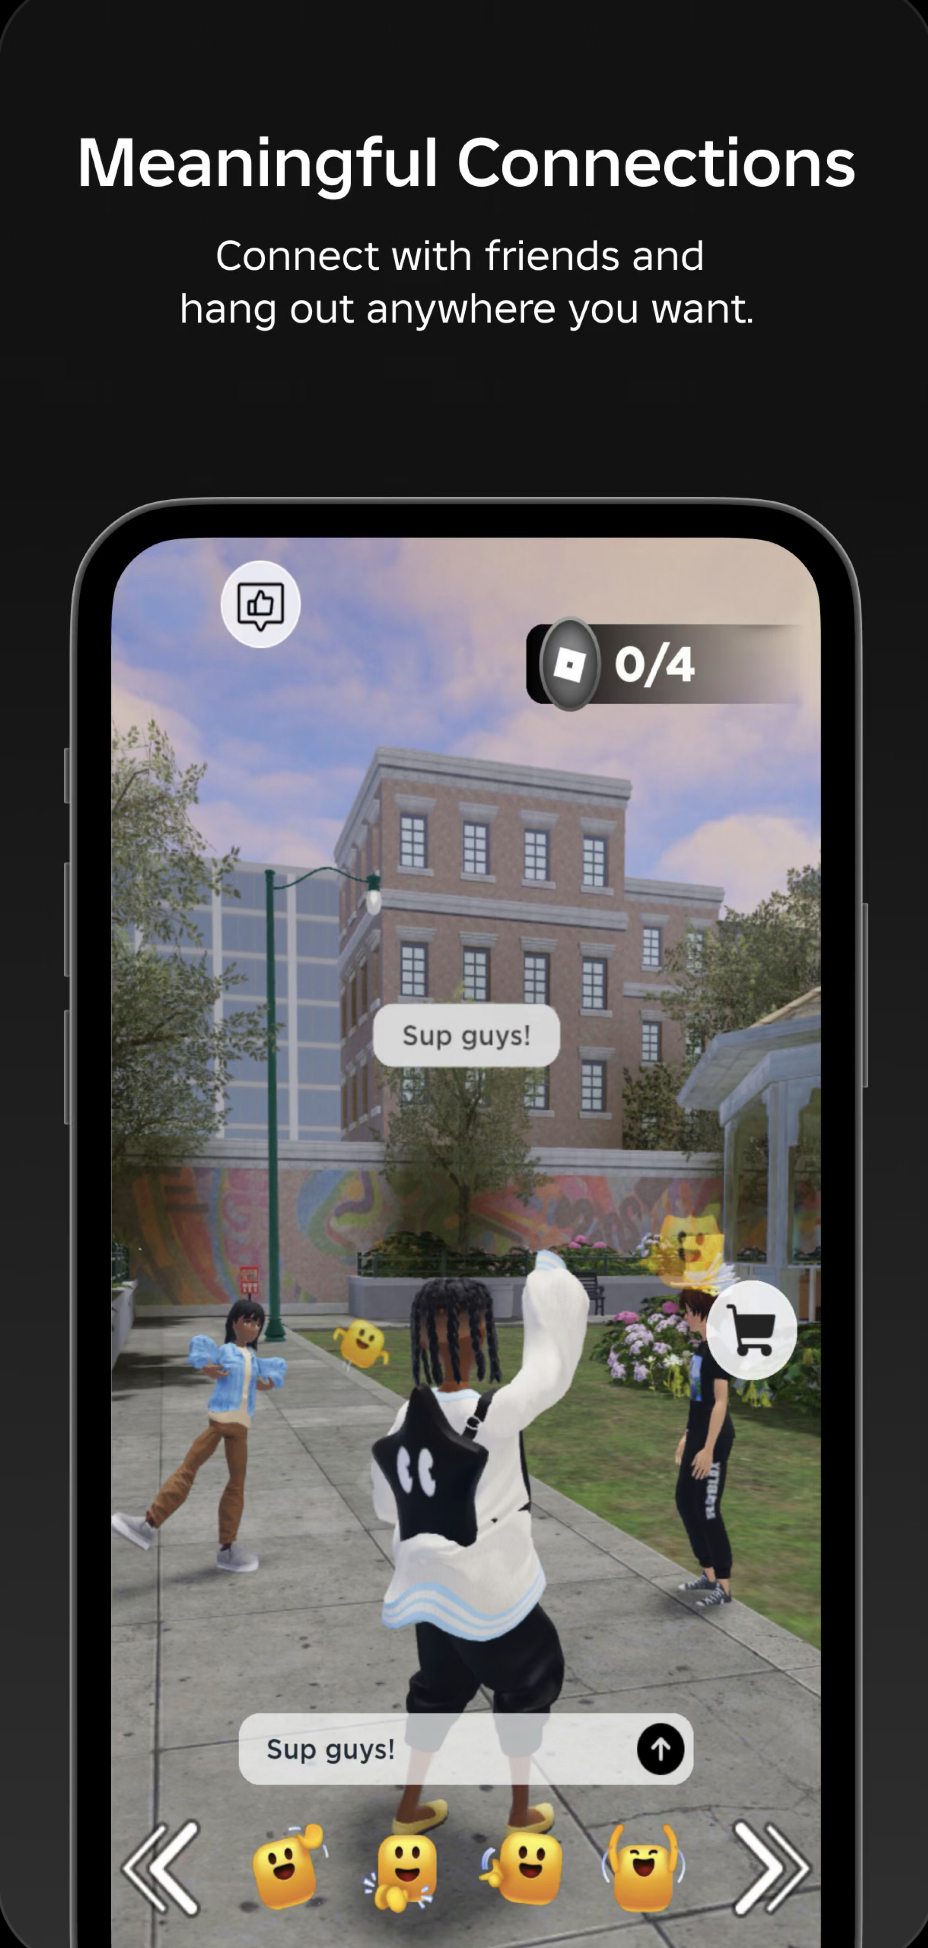 Meaningful Connections
Connect with friends and
hang out anywhere you want.
0/4
Sup guys!
Sup guys!